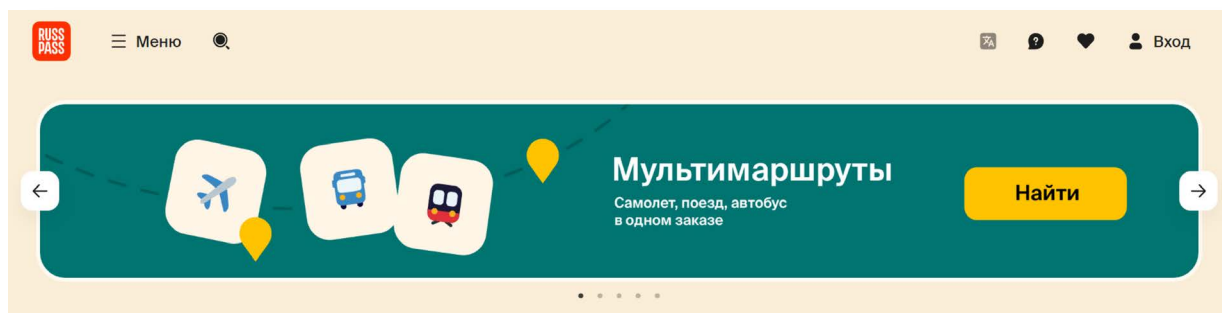 RUSS
PASS
Меню
Вход
Мультимаршруты
Самолет, поезд, автобус
в одном заказе
Найти